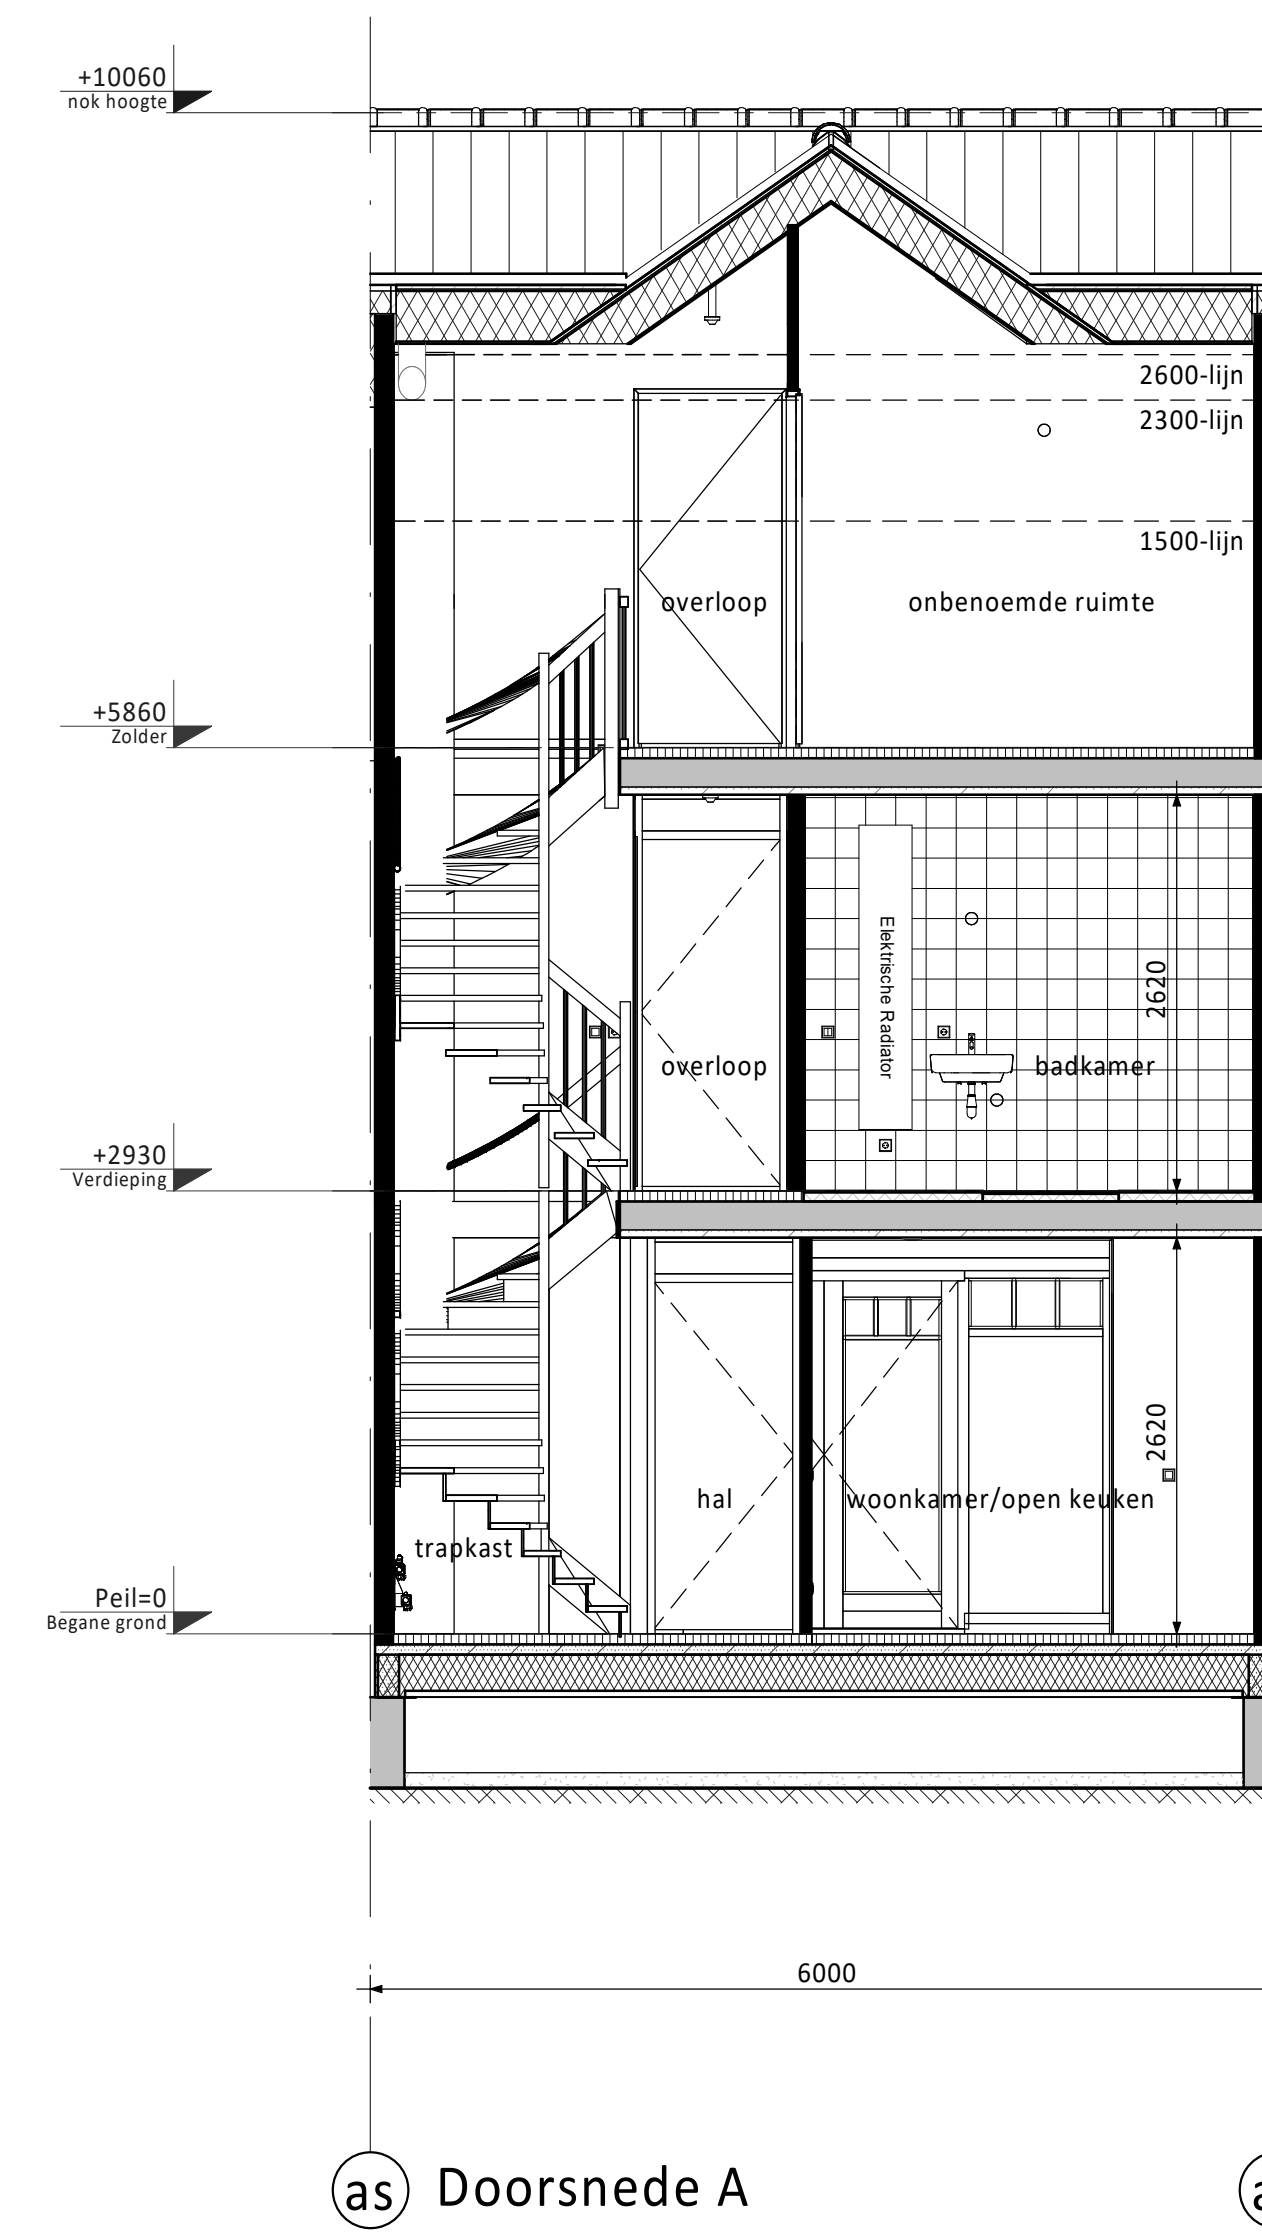 +10060
nok hoogte
2600-lijn
2300-lijn
1500-lijn
overloop
onbenoemde ruimte
+5860
Zolder
Elektrische Radiator
2620
overloop
badkamer
+2930
Verdieping
2620
hal
woonkamer/open keuken
trapkast
Peil=0
Begane grond
6000
as
Doorsnede A